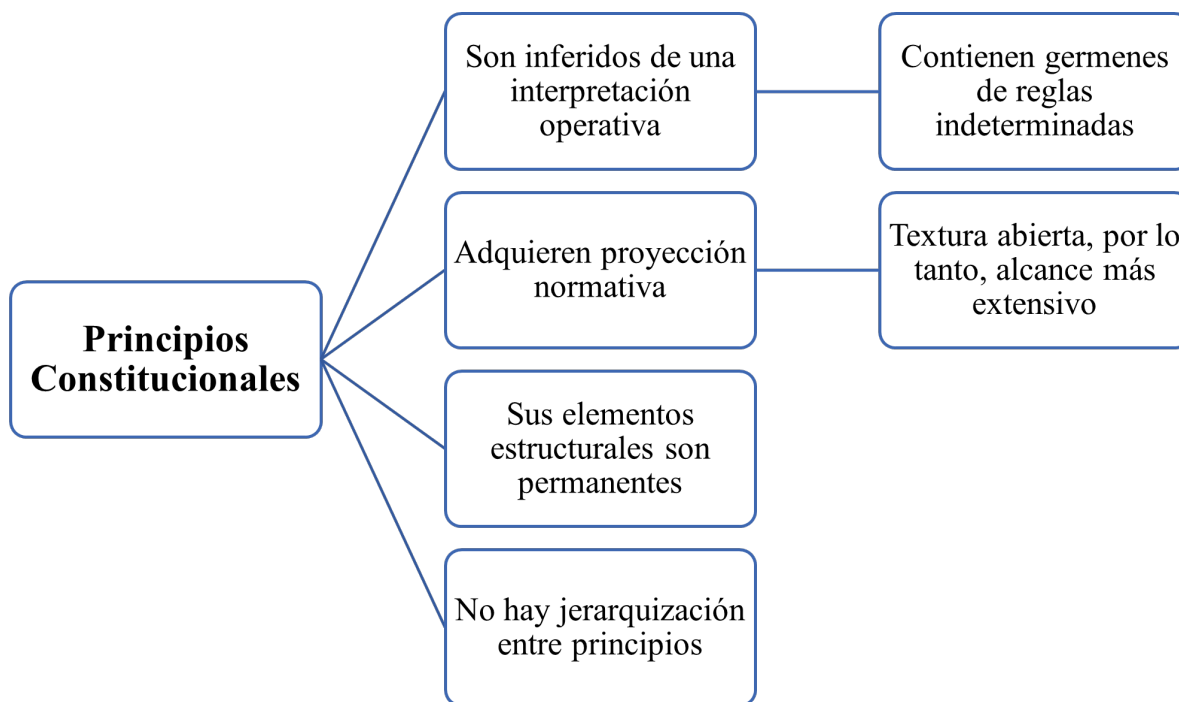 Son inferidos de una
interpretación
operativa
Contienen germenes
de reglas
indeterminadas
Adquieren proyección
normativa
Textura abierta, por lo
tanto, alcance más
extensivo
Principios
Constitucionales
Sus elementos
estructurales son
permanentes
No hay jerarquización
entre principios